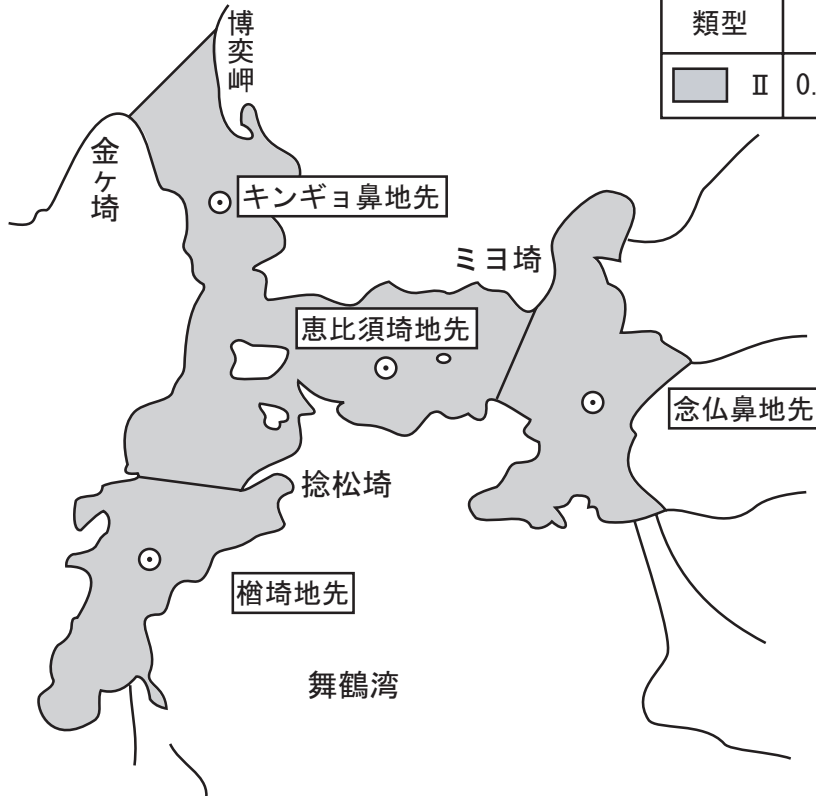 博奕岬
類型
Ⅱ 0.
金ヶ埼
キンギョ鼻地先
ミヨ埼
恵比須埼地先
念仏鼻地先
捻松埼
楢埼地先
舞鶴湾